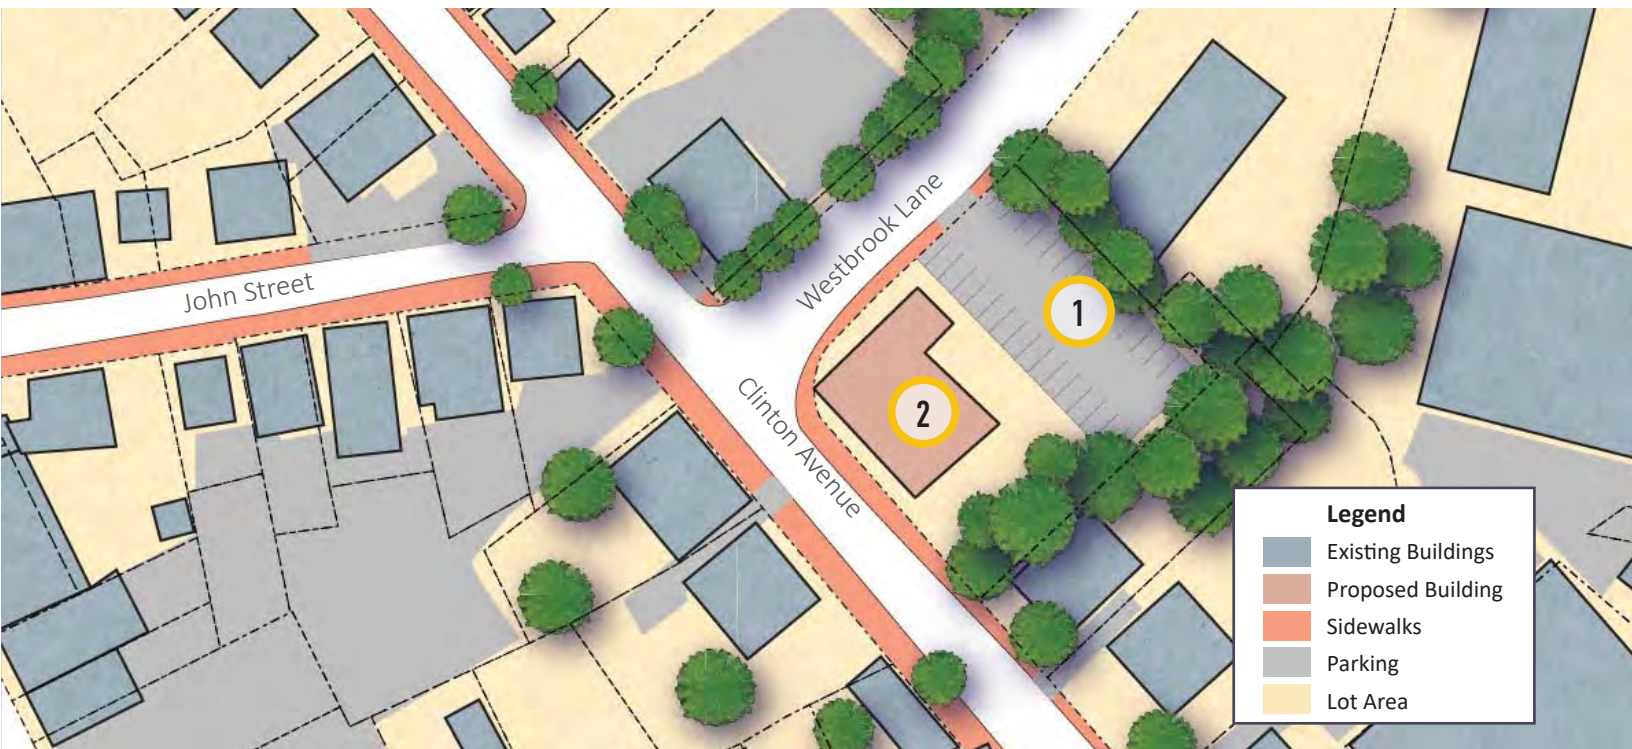 John Street
Westbrook Lane
Clinton Avenue
1
2
Legend
Existing Buildings
Proposed Building
Sidewalks
Parking
Lot Area